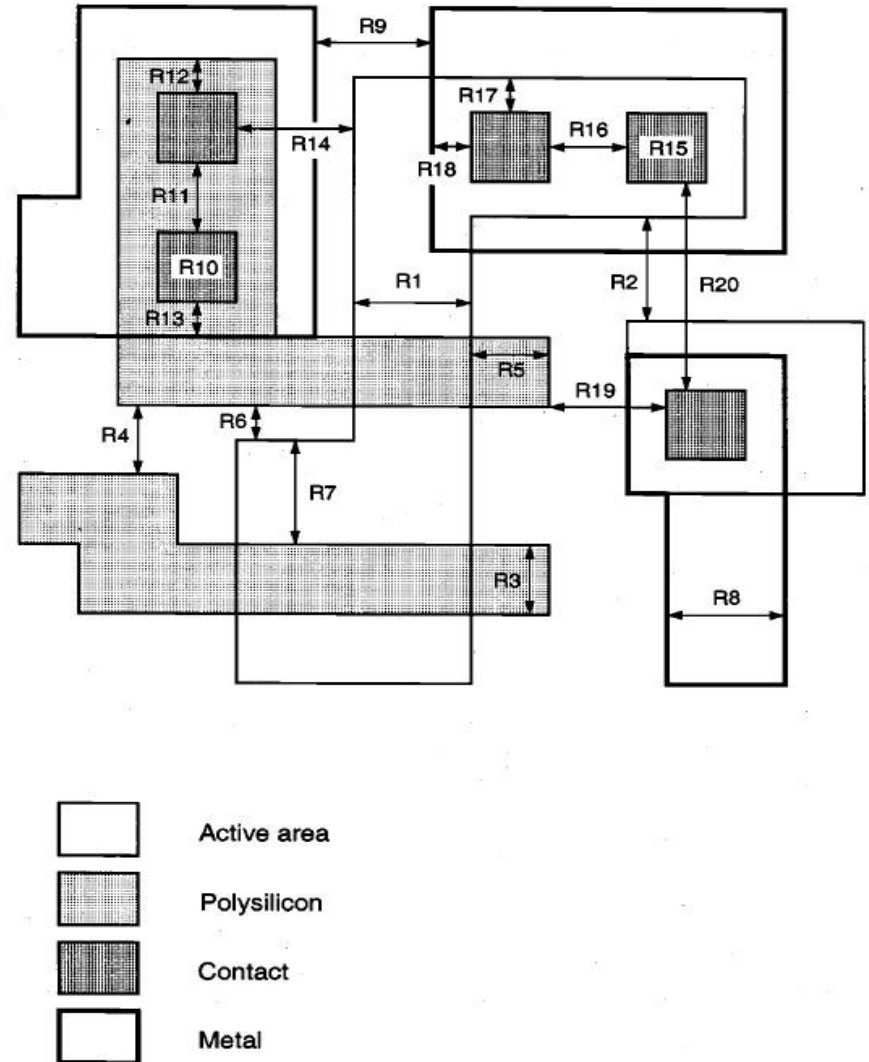 R9
R12
R17
R16
R14
R15
R18
R11
R10
R1
R2
R20
R13
R5
R19
R4
R6
R7
R3
R8
Active area
Polysilicon
Contact
Metal